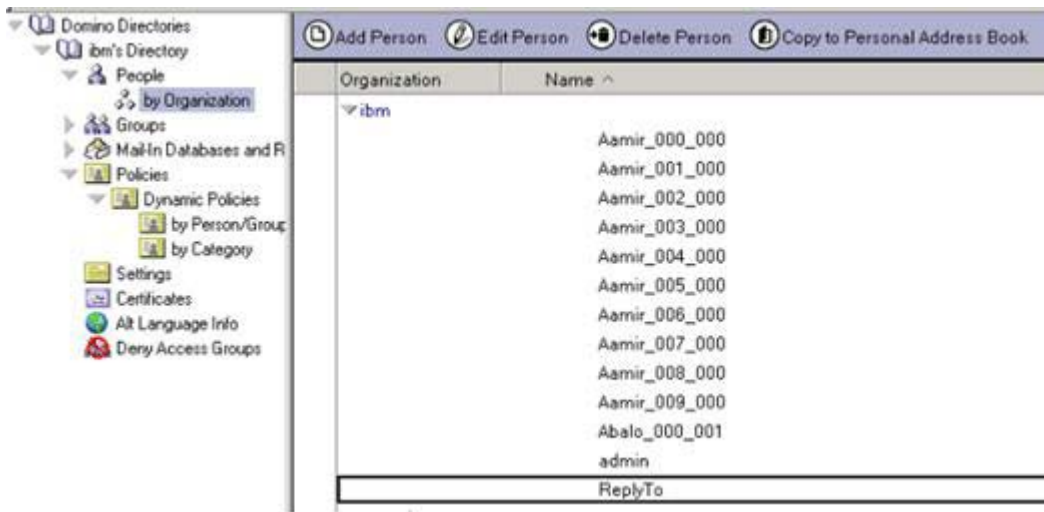 Domino Directories
ibm's Directory
People
by Organization
Groups
Mail-In Databases and R
Policies
Dynamic Policies
by Person/Group
by Category
Settings
Certificates
Alt Language Info
Deny Access Groups
Add Person Edit Person Delete Person Copy to Personal Address Book
Organization Name
ibm
Aamir_000_000
Aamir_001_000
Aamir_002_000
Aamir_003_000
Aamir_004_000
Aamir_005_000
Aamir_006_000
Aamir_007_000
Aamir_008_000
Aamir_009_000
Abalo_000_001
admin
ReplyTo